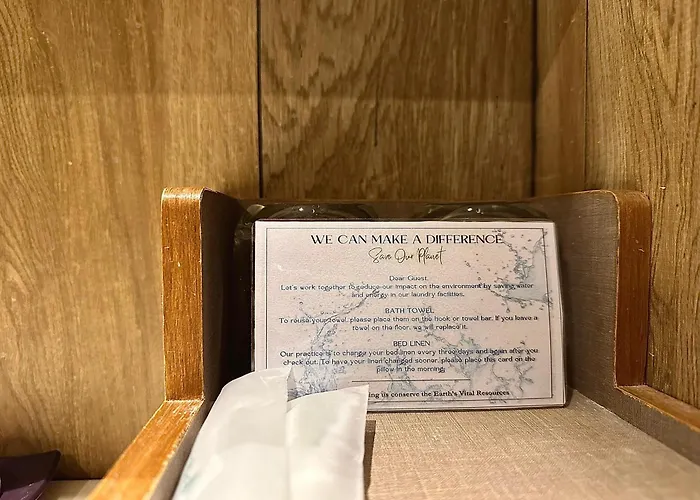 WE CAN MAKE A DIFFERENCE
Save Our Planet
Dear Guest,
Let's work together to reduce our impact on the environment by saving water
and energy in our laundry facilities.
BATH TOWEL
To reuse your towel, please place them on the hook or towel bar. If you leave a
towel on the floor, we will replace it.
BED LINEN
Our practice is to change your bed linen every three days and again after you
check out. To have your linen changed sooner, please place this card on the
pillow in the morning.
ing us conserve the Earth's Vital Resources